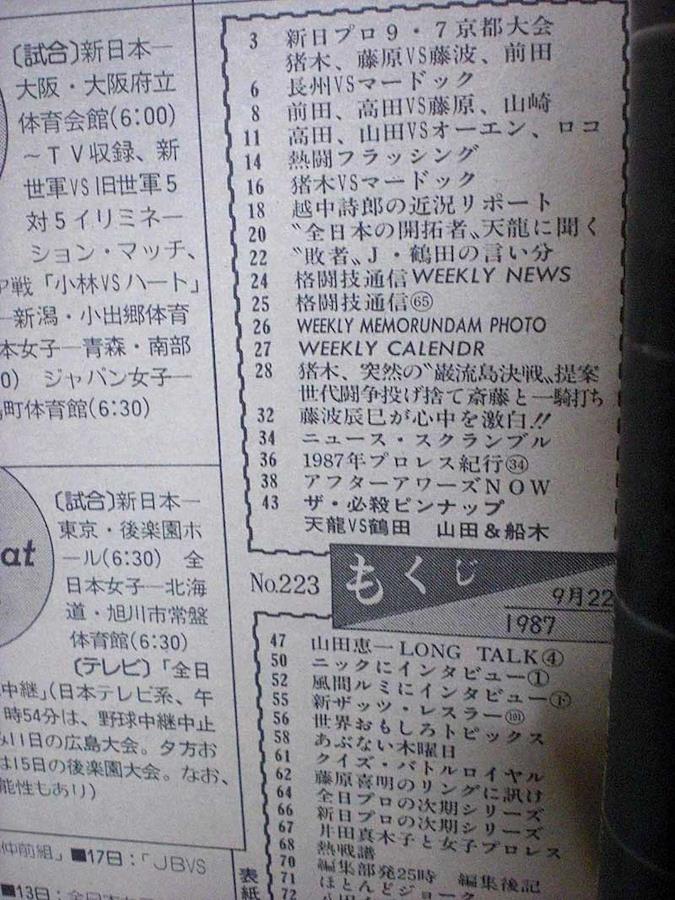 〔試合〕新日本―
大阪・大阪府立
体育会館(6:00)
〜TV収録、新
世軍VS旧世軍5
対5イリミネー
ション・マッチ、
ア戦「小林VSハート」
―新潟・小出郷体育
本女子―青森・南部
0) ジャパン女子―
町体育館(6:30)
〔試合〕新日本―
東京・後楽園ホ
ール(6:30) 全
日本女子―北海
道・旭川市常盤
体育館(6:30)
〔テレビ〕「全日
中継」(日本テレビ系、午
時54分は、野球中継中止
み11日の広島大会。夕方お
は15日の後楽園大会。なお、
能性もあり)
仲前組」■17日:「JBVS
■13日:
at
3 新日プロ9・7京都大会
猪木、藤原VS藤波、前田
6 長州VSマードック
8 前田、高田VS藤原、山崎
11 高田、山田VSオーエン、ロコ
14 熱闘フラッシング
16 猪木VSマードック
18 越中詩郎の近況リポート
20 〝全日本の開拓者〟天龍に聞く
22 〝敗者〟J・鶴田の言い分
24 格闘技通信WEEKLY NEWS
25 格闘技通信㊿
26 WEEKLY MEMORUNDAM PHOTO
27 WEEKLY CALENDR
28 猪木、突然の〝巌流島決戦〟提案
世代闘争投げ捨て斎藤と一騎打ち
32 藤波辰巳が心中を激白!!
34 ニュース・スクランブル
36 1987年プロレス紀行㉞
38 アフターアワーズNOW
43 ザ・必殺ピンナップ
天龍VS鶴田 山田&船木
No.223 もくじ 9月22
1987
47 山田恵一LONG TALK④
50 ニックにインタビュー①
52 風間ルミにインタビュー㊦
55 新ザッツ・レスラー(101)
56 世界おもしろトピックス
58 あぶない木曜日
61 クイズ・バトルロイヤル
62 藤原喜明のリングに訊け
64 全日プロの次期シリーズ
66 新日プロの次期シリーズ
67 井田真木子と女子プロレス
68 熱戦譜
70 編集部発25時 編集後記
71 ほとんどジョーク
72
表
紙